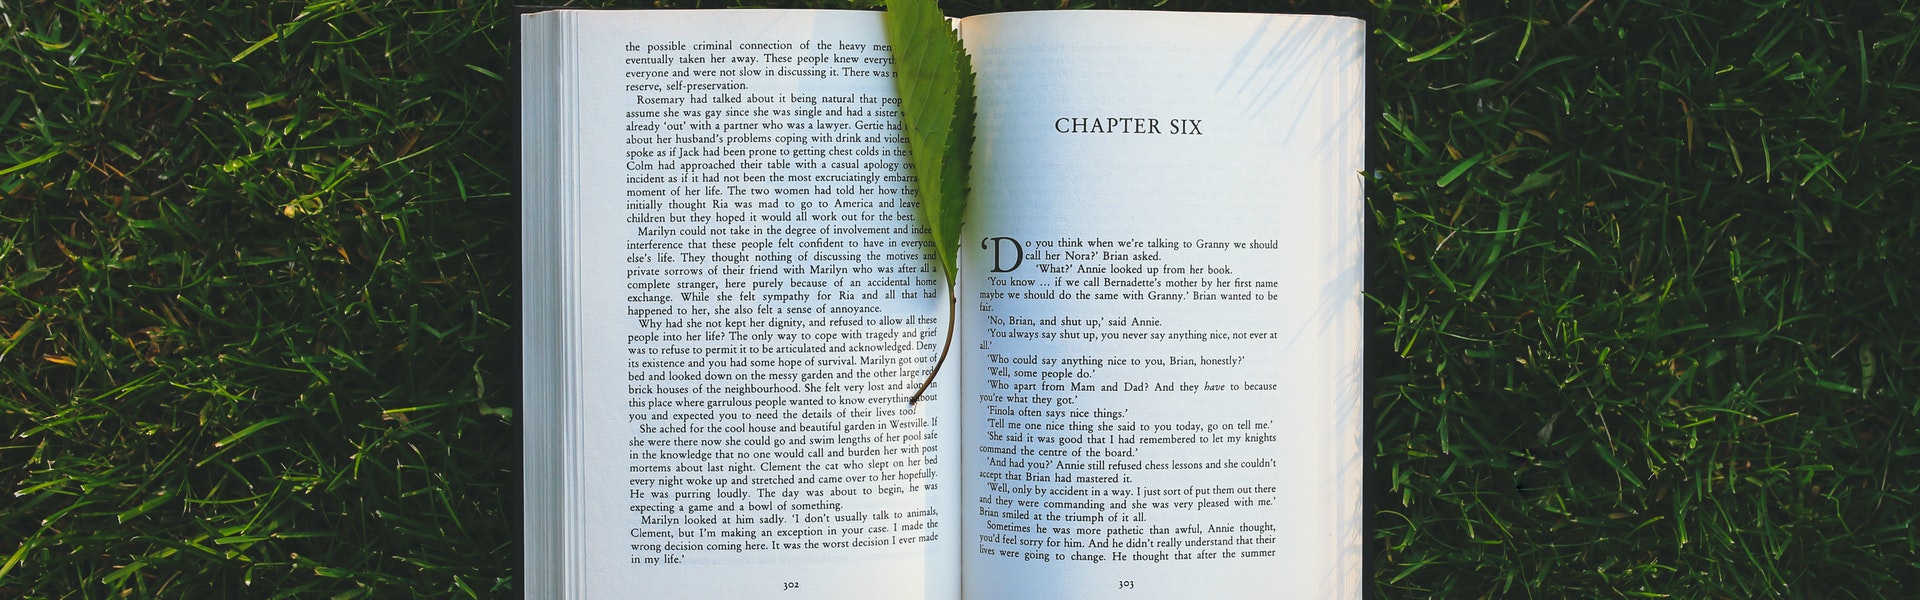 the possible criminal connection of the heavy
eventually taken her away. These people knew
everyone and were not slow in discussing it. There was
reserve, self-preservation.
Rosemary had talked about it being natural that
assume she was gay since she was single and had a sister
already ‘out’ with a partner who was a lawyer. Gertie had
about her husband’s problems coping with drink and
spoke as if Jack had been prone to getting chest colds in the
Colm had approached their table with a casual apology
incident as if it had not been the most excruciatingly
moment of her life. The two women had told her how they
initially thought Ria was mad to go to America and leave
children but they hoped it would all work out for the best.
Marilyn could not take in the degree of involvement and indeed
interference that these people felt confident to have in everyone
else’s life. They thought nothing of discussing the motives and
private sorrows of their friend with Marilyn who was after all a
complete stranger, here purely because of an accidental home
exchange. While she felt sympathy for Ria and all that had
happened to her, she also felt a sense of annoyance.
Why had she not kept her dignity, and refused to allow all these
people into her life? The only way to cope with tragedy and grief
was to refuse to permit it to be articulated and acknowledged. Deny
its existence and you had some hope of survival. Marilyn got out of
bed and looked down on the messy garden and the other large red
brick houses of the neighbourhood. She felt very lost and alone in
this place where garrulous people wanted to know everything about
you and expected you to need the details of their lives too.
She ached for the cool house and beautiful garden in Westville. If
she were there now she could go and swim lengths of her pool safe
in the knowledge that no one would call and burden her with post
mortems about last night. Clement the cat who slept on her bed
every night woke up and stretched and came over to her hopefully.
He was purring loudly. The day was about to begin, he was
expecting a game and a bowl of something.
Marilyn looked at him sadly. ‘I don’t usually talk to animals,
Clement, but I’m making an exception in your case. I made the
wrong decision coming here. It was the worst decision I ever made
in my life.’
302
CHAPTER SIX
‘Do you think when we’re talking to Granny we should
call her Nora?’ Brian asked.
‘What?’ Annie looked up from her book.
‘You know … if we call Bernadette’s mother by her first name
maybe we should do the same with Granny.’ Brian wanted to be
fair.
‘No, Brian, and shut up,’ said Annie.
‘You always say shut up, you never say anything nice, not ever at
all.’
‘Who could say anything nice to you, Brian, honestly?’
‘Well, some people do.’
‘Who apart from Mam and Dad? And they have to because
you’re what they got.’
‘Finola often says nice things.’
‘Tell me one nice thing she said to you today, go on tell me.’
‘She said it was good that I had remembered to let my knights
command the centre of the board.’
‘And had you?’ Annie still refused chess lessons and she couldn’t
accept that Brian had mastered it.
‘Well, only by accident in a way. I just sort of put them out there
and they were commanding and she was very pleased with me.’
Brian smiled at the triumph of it all.
Sometimes he was more pathetic than awful, Annie thought,
you’d feel sorry for him. And he didn’t really understand that their
lives were going to change. He thought that after the summer
303